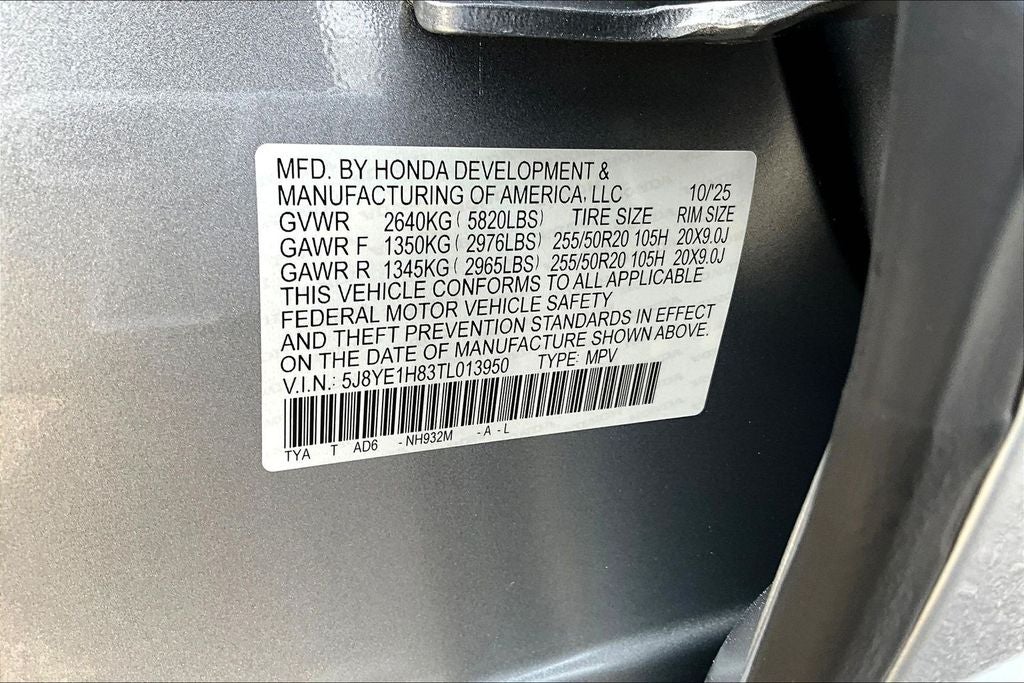 MFD. BY HONDA DEVELOPMENT &
MANUFACTURING OF AMERICA, LLC 10/'25
GVWR 2640KG ( 5820LBS) TIRE SIZE RIM SIZE
GAWR F 1350KG ( 2976LBS) 255/50R20 105H 20X9.0J
GAWR R 1345KG ( 2965LBS) 255/50R20 105H 20X9.0J
THIS VEHICLE CONFORMS TO ALL APPLICABLE
FEDERAL MOTOR VEHICLE SAFETY
AND THEFT PREVENTION STANDARDS IN EFFECT
ON THE DATE OF MANUFACTURE SHOWN ABOVE.
V.I.N.: 5J8YE1H83TL013950 TYPE: MPV
TYA T AD6 -NH932M -A -L